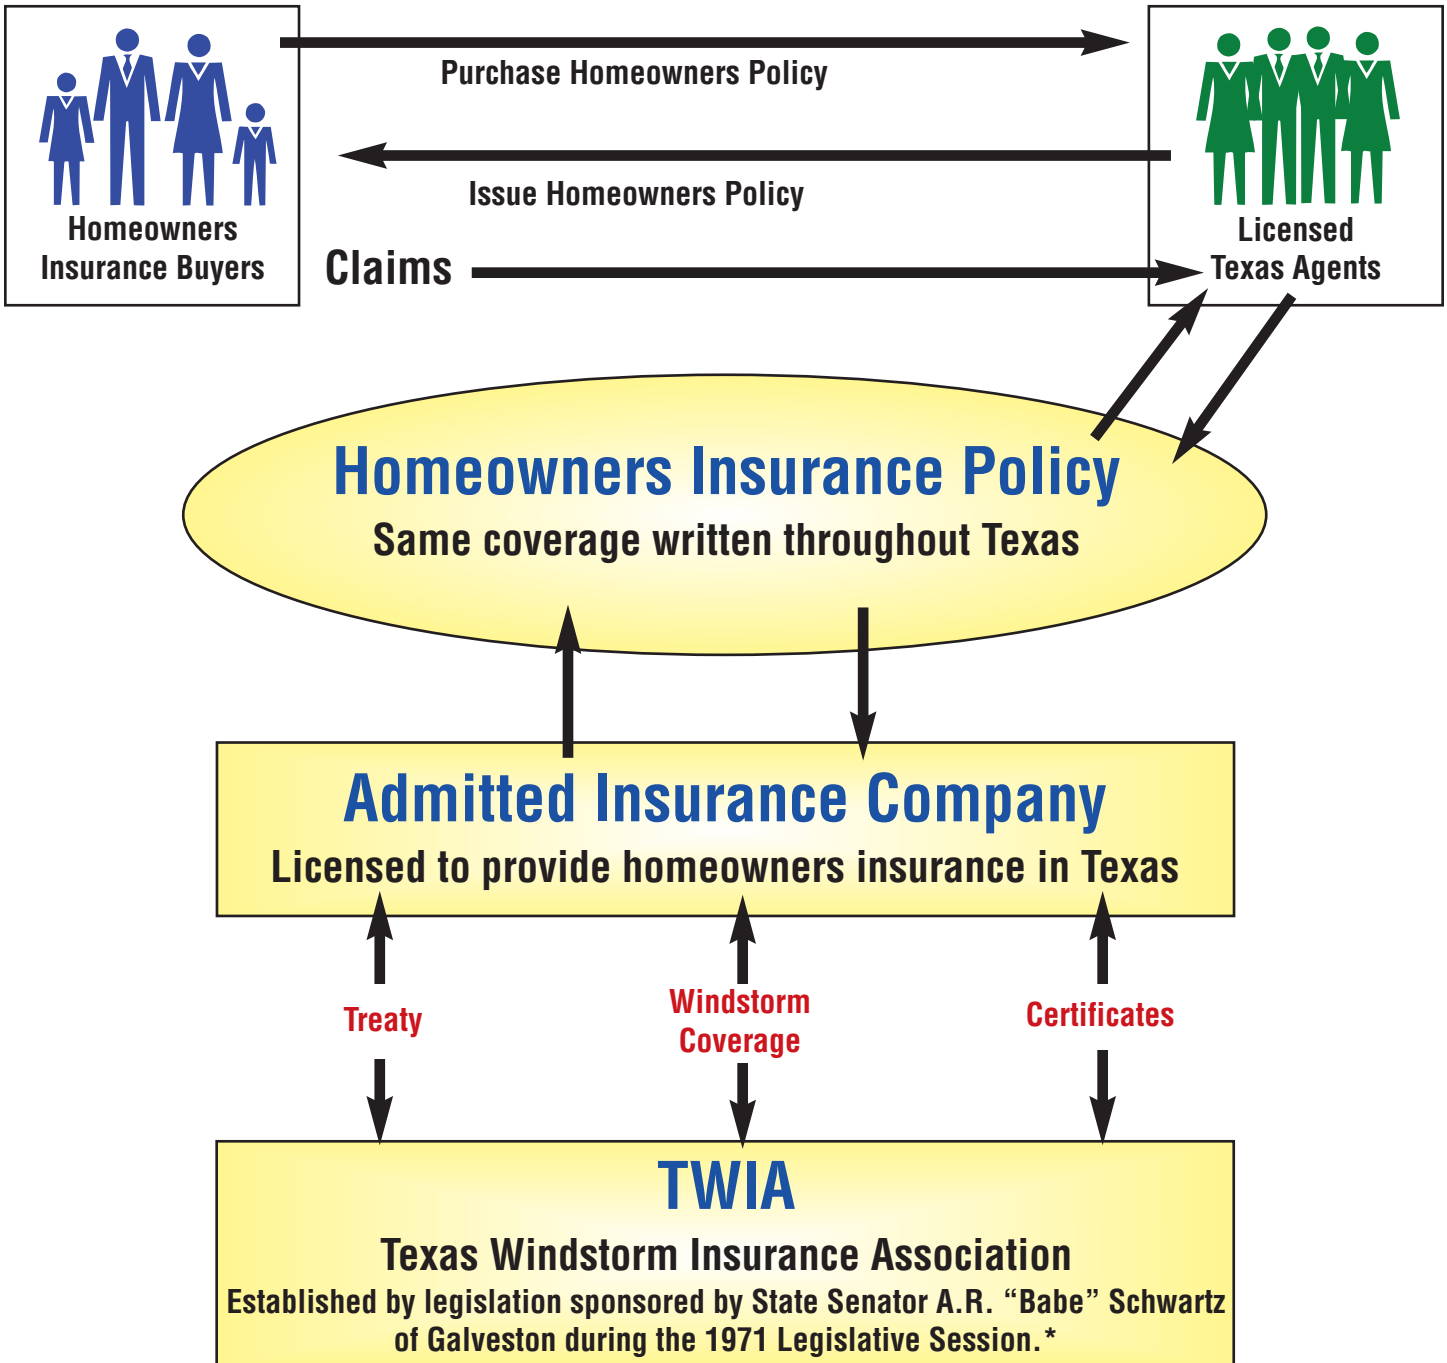 Purchase Homeowners Policy
Issue Homeowners Policy
Homeowners
Insurance Buyers
Claims
Licensed
Texas Agents
Homeowners Insurance Policy
Same coverage written throughout Texas
Admitted Insurance Company
Licensed to provide homeowners insurance in Texas
Treaty
Windstorm
Coverage
Certificates
TWIA
Texas Windstorm Insurance Association
Established by legislation sponsored by State Senator A.R. “Babe” Schwartz
of Galveston during the 1971 Legislative Session.*